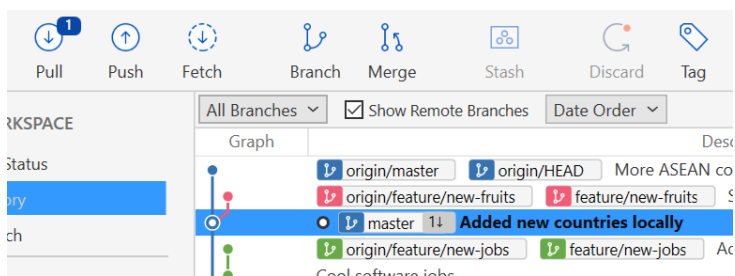 1
Pull Push Fetch Branch Merge Stash Discard Tag
All Branches Show Remote Branches Date Order
RKSPACE
Graph Desc
Status
origin/master origin/HEAD More ASEAN co
ory
origin/feature/new-fruits feature/new-fruits S
master 1↓ Added new countries locally
ch
origin/feature/new-jobs feature/new-jobs Ad
Cool software jobs